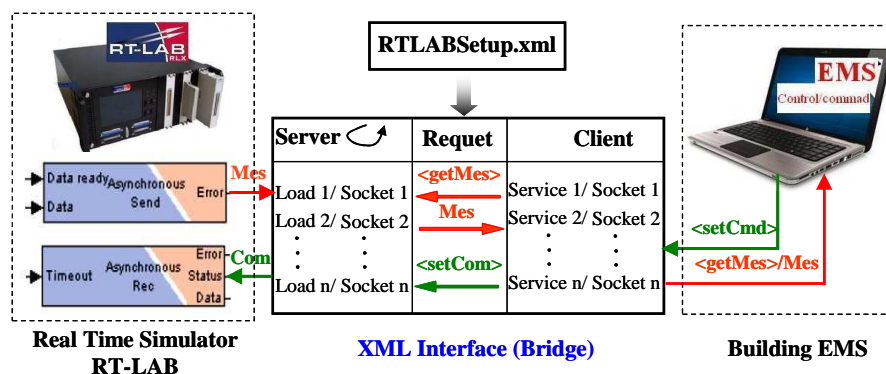 RTLABSetup.xml
RT-LAB
RLX
EMS
Control/commad
Server
Requet
Client
Data ready
Asynchronous
Send
Data
Error
Mes
Load 1/ Socket 1
<getMes>
Service 1/ Socket 1
Load 2/ Socket 2
Mes
Service 2/ Socket 2
<setCmd>
Timeout
Asynchronous
Rec
Error
Status
Data
Com
<setCom>
<getMes>/Mes
Load n/ Socket n
Service n/ Socket n
Real Time Simulator
RT-LAB
XML Interface (Bridge)
Building EMS